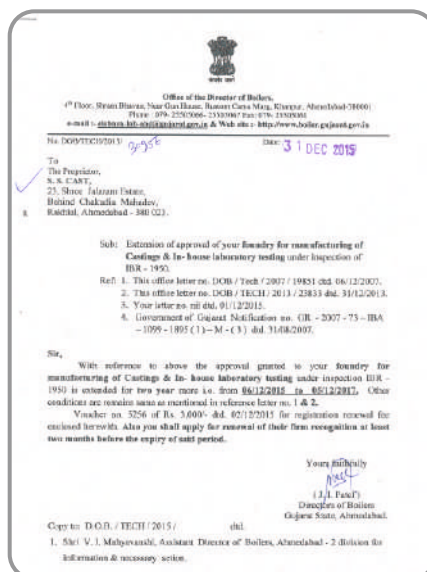 Office of the Director of Boilers,
4th Floor, Shram Bhavan, Near Gun House, Rustom Cama Marg, Khanpur, Ahmedabad-380001
Phone : 079- 25503066- 25503067 Fax: 079- 25503064
e-mail :- Web site :- http://www.boiler.gujarat.gov.in
No. DOB/TECH/2015/ 30956 Date: 31 DEC 2015
To
The Proprietor,
S. S. CAST,
23, Shree Jalaram Estate,
Behind Chakudia Mahadev,
Rakhial, Ahmedabad - 380 023.
Sub: Extension of approval of your foundry for manufacturing of
Castings & In- house laboratory testing under inspection of
IBR - 1950.
Ref: 1. This office letter no. DOB / Tech / 2007 / 19851 dtd. 06/12/2007.
2. This office letter no. DOB / TECH / 2013 / 23833 dtd. 31/12/2013.
3. Your letter no. nil dtd. 01/12/2015.
4. Government of Gujarat Notification no. GR - 2007 - 73 - IBA
- 1099 - 1895 ( 1 ) - M - ( 3 ) dtd. 31/08/2007.
Sir,
With reference to above the approval granted to your foundry for
manufacturing of Castings & In- house laboratory testing under inspection IBR -
1950 is extended for two year more i.e. from 06/12/2015 to 05/12/2017. Other
conditions are remains same as mentioned in reference letter no. 1 & 2.
Voucher no. 5256 of Rs. 3,000/- dtd. 02/12/2015 for registration renewal fee
enclosed herewith. Also you shall apply for renewal of their firm recognition at least
two months before the expiry of said period.
Yours faithfully
( J. I. Patel )
Directors of Boilers
Gujarat State, Ahmedabad.
Copy to: D.O.B. / TECH / 2015 / dtd.
1. Shri V. J. Mahyavanshi, Assistant Director of Boilers, Ahmedabad - 2 division for
information & necessary action.